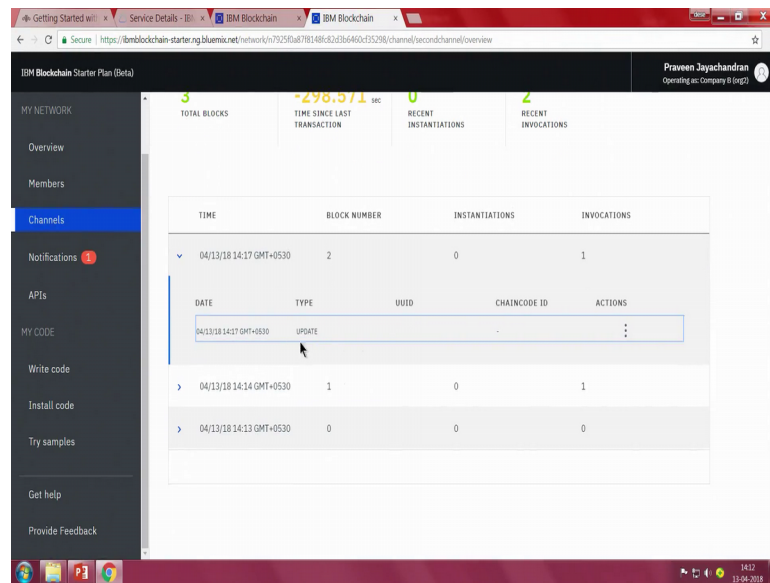 Getting Started with
Service Details - IBM
IBM Blockchain
IBM Blockchain
Secure | https://ibmblockchain-starter.ng.bluemix.net/network/n7925f0a87f8148fc82d3b6460cf35298/channel/secondchannel/overview
IBM Blockchain Starter Plan (Beta)
Praveen Jayachandran
Operating as: Company B (org2)
MY NETWORK
Overview
Members
Channels
Notifications 1
APIs
MY CODE
Write code
Install code
Try samples
Get help
Provide Feedback
3
TOTAL BLOCKS
-298.571 sec
TIME SINCE LAST
TRANSACTION
0
RECENT
INSTANTIATIONS
2
RECENT
INVOCATIONS
TIME BLOCK NUMBER INSTANTIATIONS INVOCATIONS
04/13/18 14:17 GMT+0530 2 0 1
DATE TYPE UUID CHAINCODE ID ACTIONS
04/13/18 14:17 GMT+0530 UPDATE -
04/13/18 14:14 GMT+0530 1 0 1
04/13/18 14:13 GMT+0530 0 0 0
14:12
13-04-2018